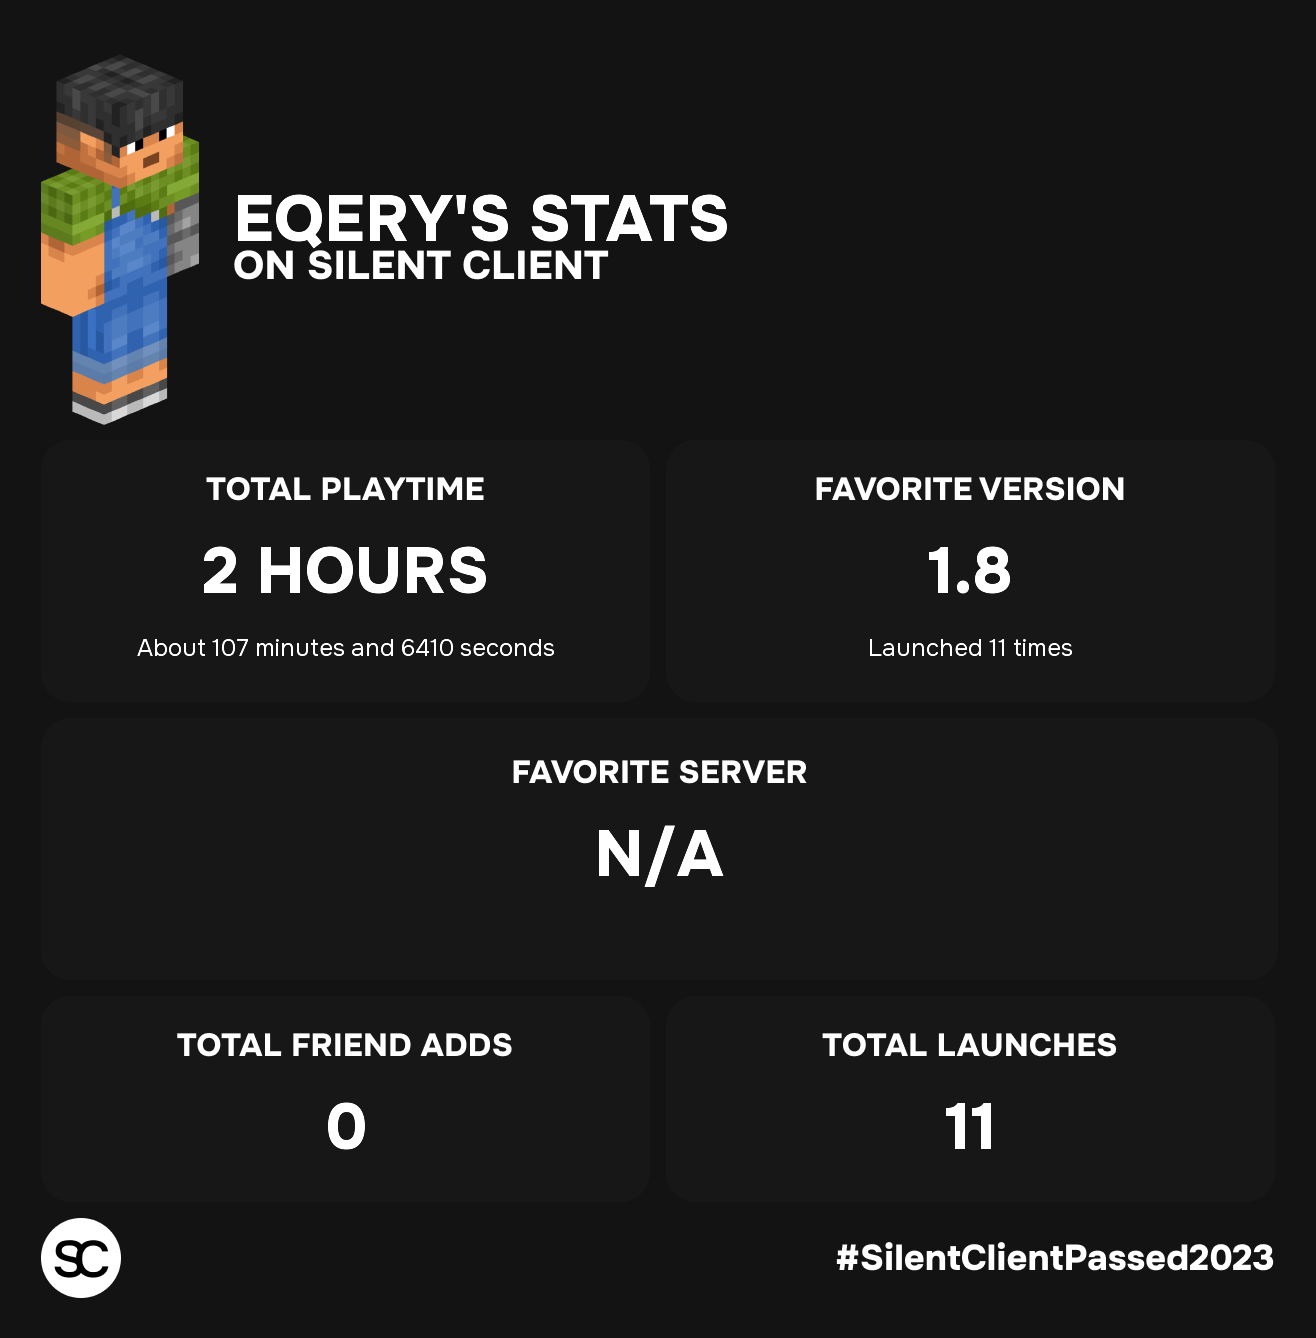 EQERY'S STATS
ON SILENT CLIENT
TOTAL PLAYTIME
2 HOURS
About 107 minutes and 6410 seconds
FAVORITE VERSION
1.8
Launched 11 times
FAVORITE SERVER
N/A
TOTAL FRIEND ADDS
0
TOTAL LAUNCHES
11
SC
#SilentClientPassed2023